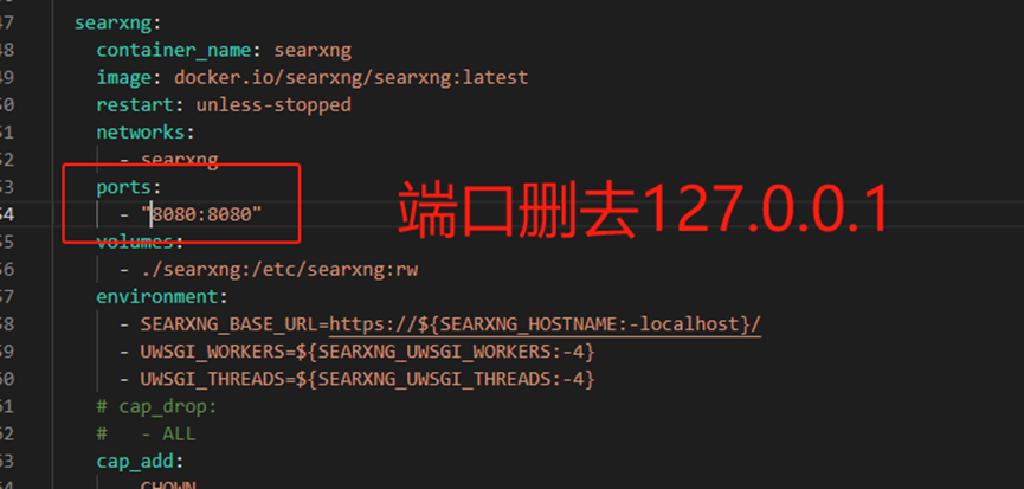 47 searxng:
48 container_name: searxng
49 image: docker.io/searxng/searxng:latest
50 restart: unless-stopped
51 networks:
52 - searxng
53 ports:
54 - "8080:8080"
端口删去127.0.0.1
55 volumes:
56 - ./searxng:/etc/searxng:rw
57 environment:
58 - SEARXNG_BASE_URL=https://${SEARXNG_HOSTNAME:-localhost}/
59 - UWSGI_WORKERS=${SEARXNG_UWSGI_WORKERS:-4}
60 - UWSGI_THREADS=${SEARXNG_UWSGI_THREADS:-4}
61 # cap_drop:
62 # - ALL
63 cap_add:
64 - CHOWN